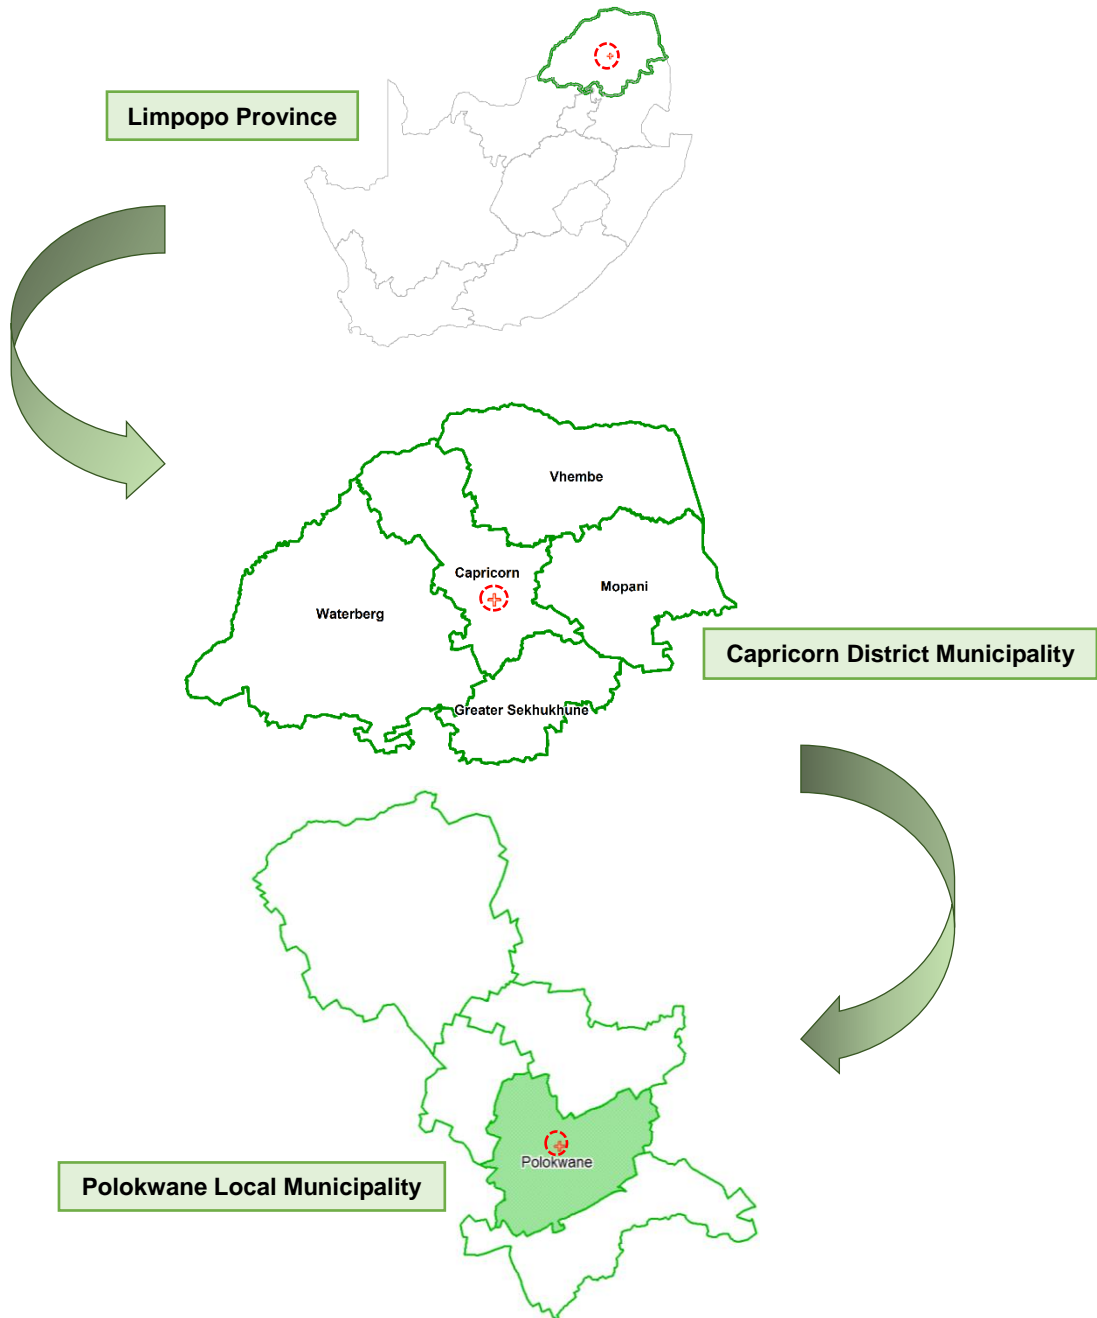 Limpopo Province
Vhembe
Capricorn
Mopani
Waterberg
Capricorn District Municipality
Greater Sekhukhune
Polokwane
Polokwane Local Municipality